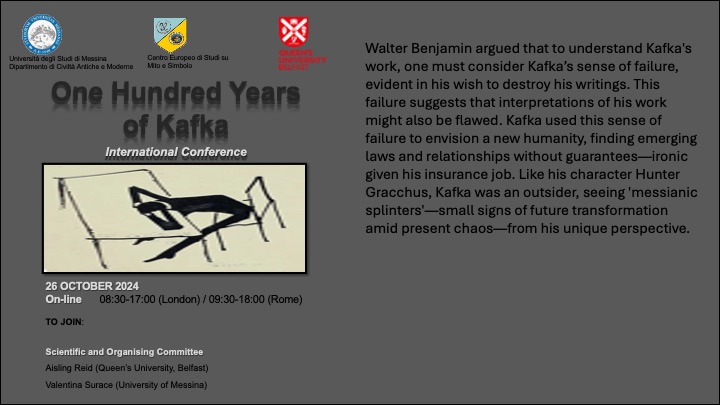 Università degli Studi di Messina
Dipartimento di Civiltà Antiche e Moderne
Centro Europeo di Studi su
Mito e Simbolo
QUEEN'S
UNIVERSITY
BELFAST
One Hundred Years
of Kafka
International Conference
26 OCTOBER 2024
On-line 08:30-17:00 (London) / 09:30-18:00 (Rome)
TO JOIN:
Scientific and Organising Committee
Aisling Reid (Queen's University, Belfast)
Valentina Surace (University of Messina)
Walter Benjamin argued that to understand Kafka's
work, one must consider Kafka's sense of failure,
evident in his wish to destroy his writings. This
failure suggests that interpretations of his work
might also be flawed. Kafka used this sense of
failure to envision a new humanity, finding emerging
laws and relationships without guarantees—ironic
given his insurance job. Like his character Hunter
Gracchus, Kafka was an outsider, seeing 'messianic
splinters'—small signs of future transformation
amid present chaos—from his unique perspective.